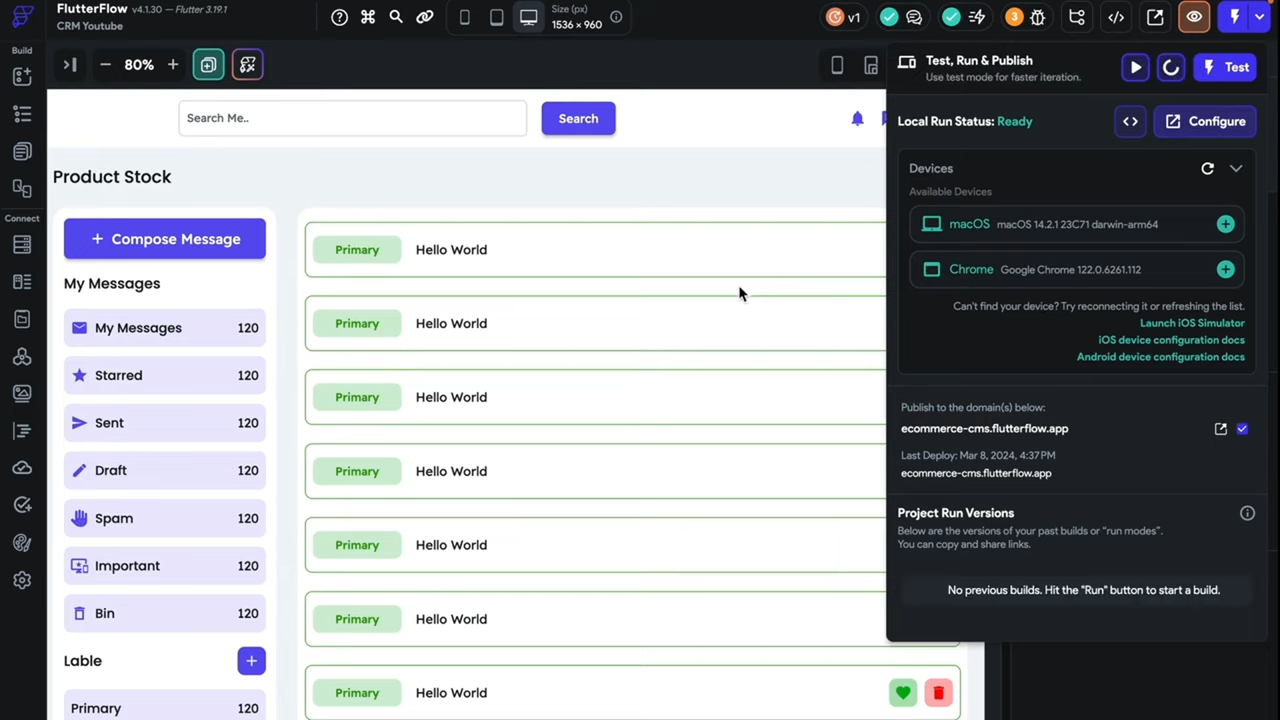 FlutterFlow v4.1.30 - Flutter 3.19.1
CRM Youtube
Size (px)
1536 × 960
v1
3
Build
80%
Test, Run & Publish
Use test mode for faster iteration.
Test
Search Me..
Search
Local Run Status: Ready
Configure
Product Stock
Devices
Available Devices
macOS macOS 14.2.1 23C71 darwin-arm64
Chrome Google Chrome 122.0.6261.112
Can't find your device? Try reconnecting it or refreshing the list.
Launch iOS Simulator
iOS device configuration docs
Android device configuration docs
Publish to the domain(s) below:
ecommerce-cms.flutterflow.app
Last Deploy: Mar 8, 2024, 4:37 PM
ecommerce-cms.flutterflow.app
Project Run Versions
Below are the versions of your past builds or "run modes".
You can copy and share links.
No previous builds. Hit the "Run" button to start a build.
Connect
+ Compose Message
My Messages
My Messages 120
Starred 120
Sent 120
Draft 120
Spam 120
Important 120
Bin 120
Lable
Primary 120
Primary Hello World
Primary Hello World
Primary Hello World
Primary Hello World
Primary Hello World
Primary Hello World
Primary Hello World